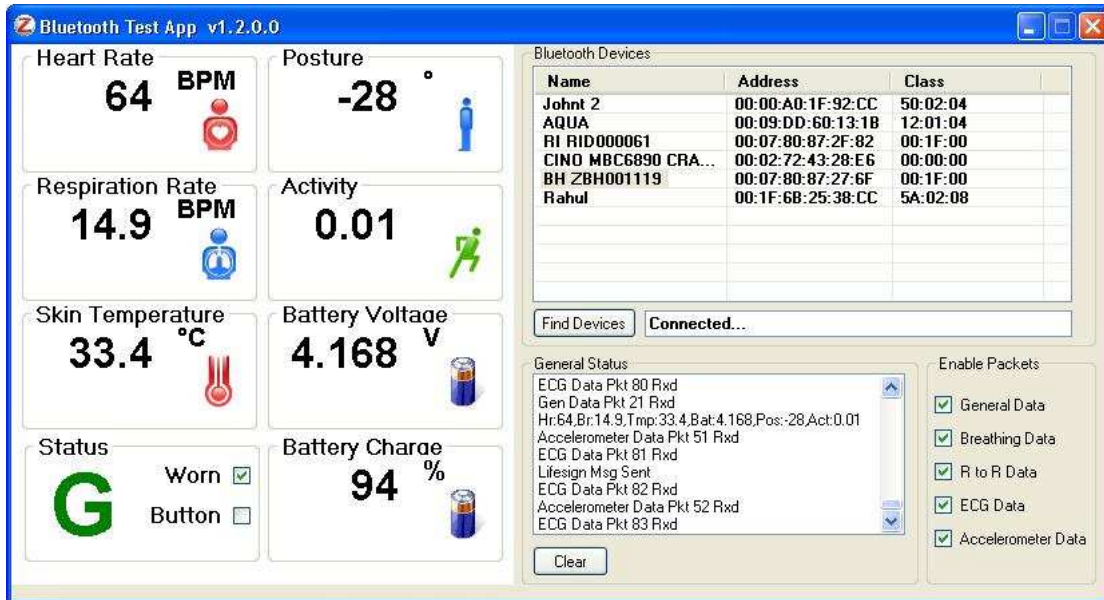 Bluetooth Test App v1.2.0.0
Heart Rate
64 BPM
Posture
-28 °
Respiration Rate
14.9 BPM
Activity
0.01
Skin Temperature
33.4 °C
Battery Voltage
4.168 V
Status
G
Worn
Button
Battery Charge
94 %
Bluetooth Devices
Name Address Class
Johnt 2 00:00:A0:1F:92:CC 50:02:04
AQUA 00:09:DD:60:13:1B 12:01:04
RI RID000061 00:07:80:87:2F:82 00:1F:00
CINO MBC6890 CRA... 00:02:72:43:28:E6 00:00:00
BH ZBH001119 00:07:80:87:27:6F 00:1F:00
Rahul 00:1F:6B:25:38:CC 5A:02:08
Find Devices Connected...
General Status
ECG Data Pkt 80 Rxd
Gen Data Pkt 21 Rxd
Hr:64,Br:14.9,Tmp:33.4,Bat:4.168,Pos:-28,Act:0.01
Accelerometer Data Pkt 51 Rxd
ECG Data Pkt 81 Rxd
Lifesign Msg Sent
ECG Data Pkt 82 Rxd
Accelerometer Data Pkt 52 Rxd
ECG Data Pkt 83 Rxd
Clear
Enable Packets
General Data
Breathing Data
R to R Data
ECG Data
Accelerometer Data